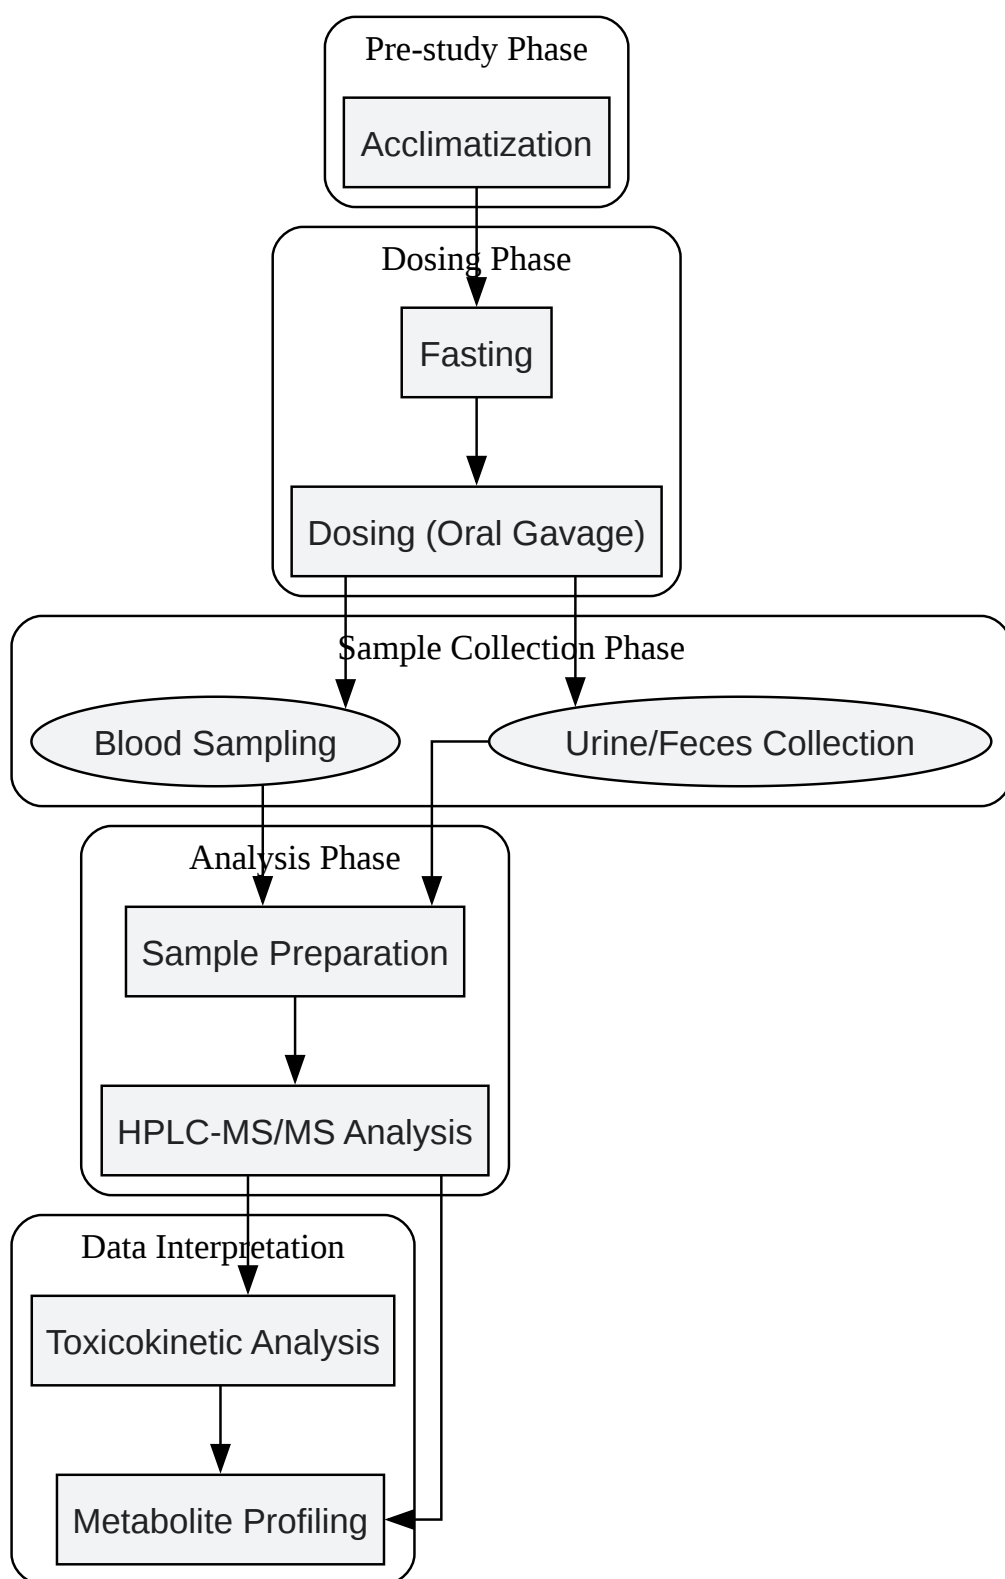 Pre-study Phase
Acclimatization
Dosing Phase
Fasting
Dosing (Oral Gavage)
Sample Collection Phase
Blood Sampling
Urine/Feces Collection
Analysis Phase
Sample Preparation
HPLC-MS/MS Analysis
Data Interpretation
Toxicokinetic Analysis
Metabolite Profiling